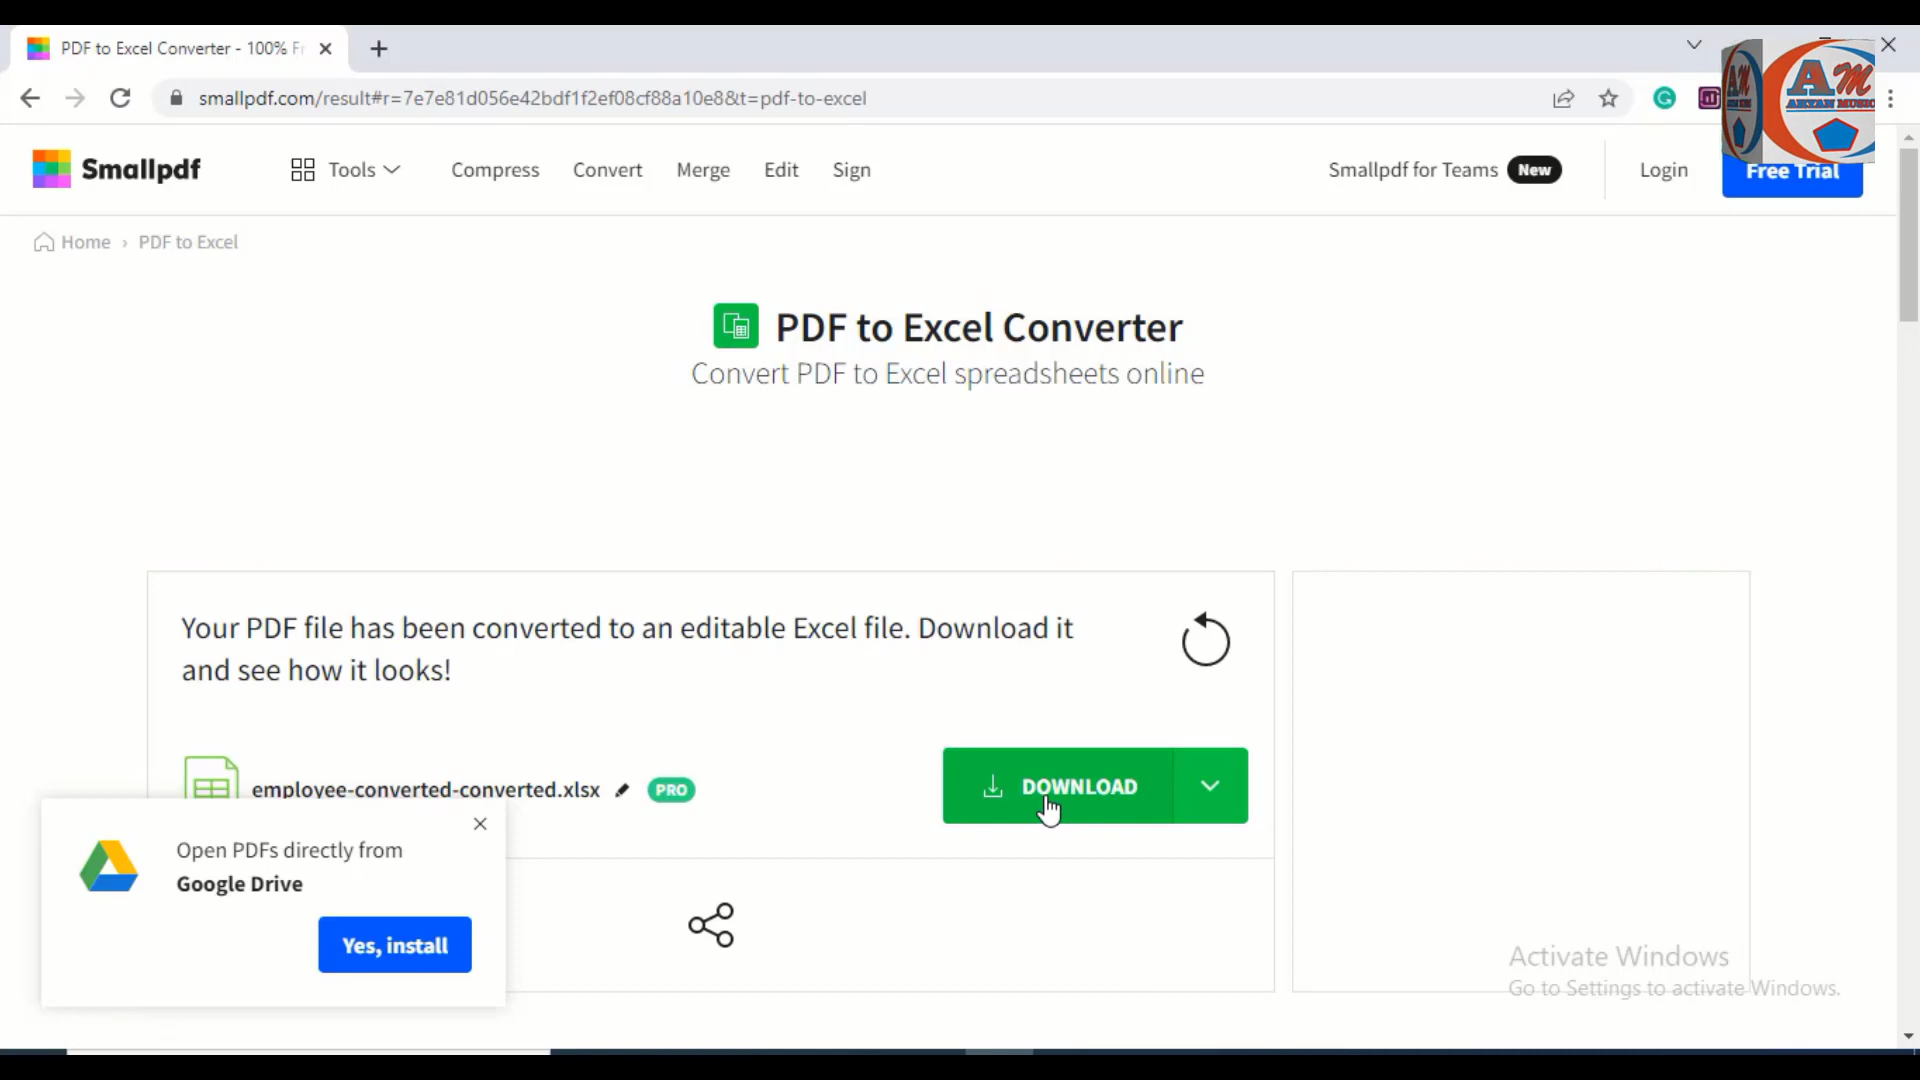 PDF to Excel Converter - 100% Fr
smallpdf.com/result#r=7e7e81d056e42bdf1f2ef08cf88a10e8&t=pdf-to-excel
AM
ARYAN MUSIC
Smallpdf
Tools
Compress
Convert
Merge
Edit
Sign
Smallpdf for Teams
New
Login
Free Trial
Home › PDF to Excel
PDF to Excel Converter
Convert PDF to Excel spreadsheets online
Your PDF file has been converted to an editable Excel file. Download it
and see how it looks!
employee-converted-converted.xlsx
PRO
DOWNLOAD
Open PDFs directly from
Google Drive
Yes, install
Activate Windows
Go to Settings to activate Windows.